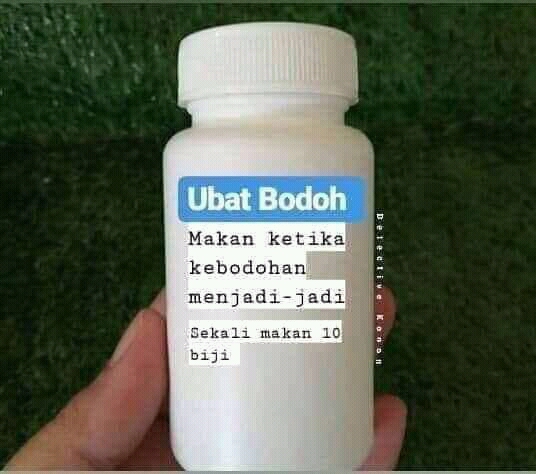 Ubat Bodoh
Makan ketika
kebodohan
menjadi-jadi
Sekali makan 10
biji
Detective Konon